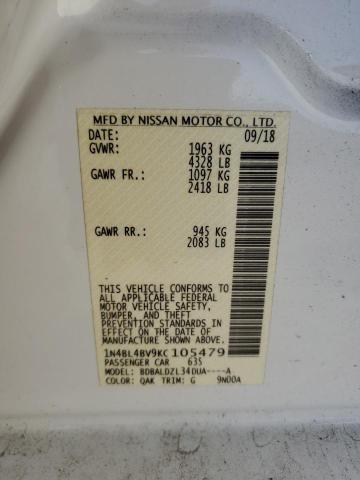 MFD BY NISSAN MOTOR CO., LTD.
DATE: 09/18
GVWR: 1963 KG
4328 LB
GAWR FR.: 1097 KG
2418 LB
GAWR RR.: 945 KG
2083 LB
THIS VEHICLE CONFORMS TO
ALL APPLICABLE FEDERAL
MOTOR VEHICLE SAFETY,
BUMPER, AND THEFT
PREVENTION STANDARDS
IN EFFECT ON THE DATE OF
MANUFACTURE SHOWN ABOVE.
1N4BL4BV9KC105479
PASSENGER CAR 635
MODEL: BDBALDZL34DUA----A
COLOR: QAK TRIM: G 9N00A